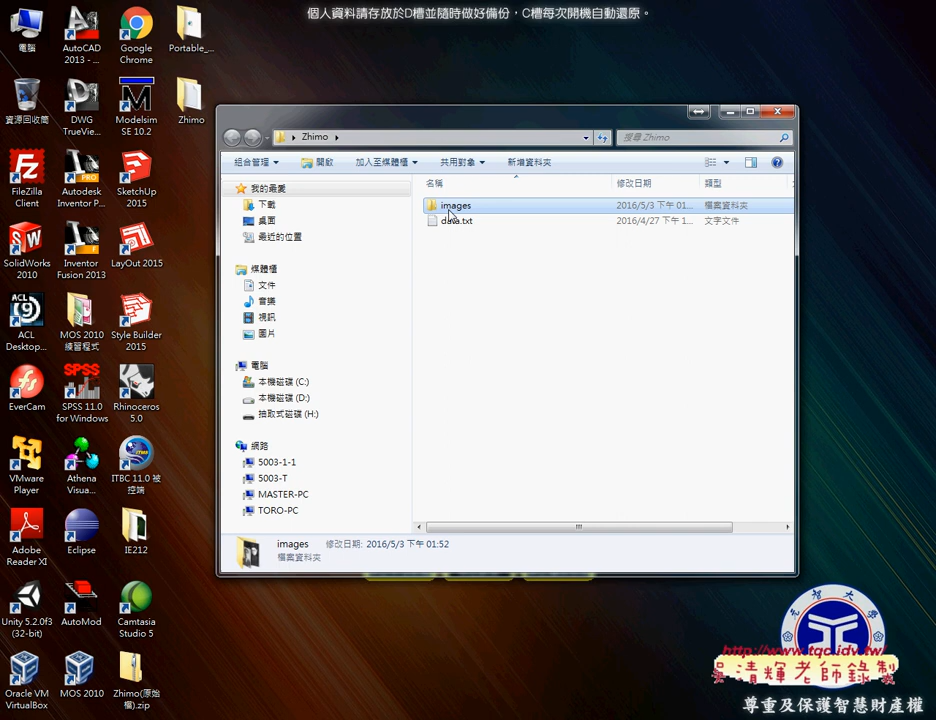 個人資料請存放於D槽並隨時做好備份，C槽每次開機自動還原。
電腦
AutoCAD
2013 - ...
Google
Chrome
Portable_...
資源回收筒
DWG
TrueVie...
Modelsim
SE 10.2
Zhimo
FileZilla
Client
Autodesk
Inventor P...
SketchUp
2015
SolidWorks
2010
Inventor
Fusion 2013
LayOut 2015
ACL
Desktop...
MOS 2010
練習程式
Style Builder
2015
EverCam
SPSS 11.0
for Windows
Rhinoceros
5.0
VMware
Player
Athena
Visua...
ITBC 11.0 被
控端
Adobe
Reader XI
Eclipse
IE212
Unity 5.2.0f3
(32-bit)
AutoMod
Camtasia
Studio 5
Oracle VM
VirtualBox
MOS 2010
Zhimo(原始
檔).zip
Zhimo
搜尋 Zhimo
組合管理
開啟
加入至媒體櫃
共用對象
新增資料夾
名稱
修改日期
類型
我的最愛
下載
桌面
最近的位置
媒體櫃
文件
音樂
視訊
圖片
電腦
本機磁碟 (C:)
本機磁碟 (D:)
抽取式磁碟 (H:)
網路
5003-1-1
5003-T
MASTER-PC
TORO-PC
images
2016/5/3 下午 01...
檔案資料夾
data.txt
2016/4/27 下午 1...
文字文件
images
修改日期: 2016/5/3 下午 01:52
檔案資料夾
元智大學
http://www.tqc.idv.tw/
吳清輝老師錄製
尊重及保護智慧財產權